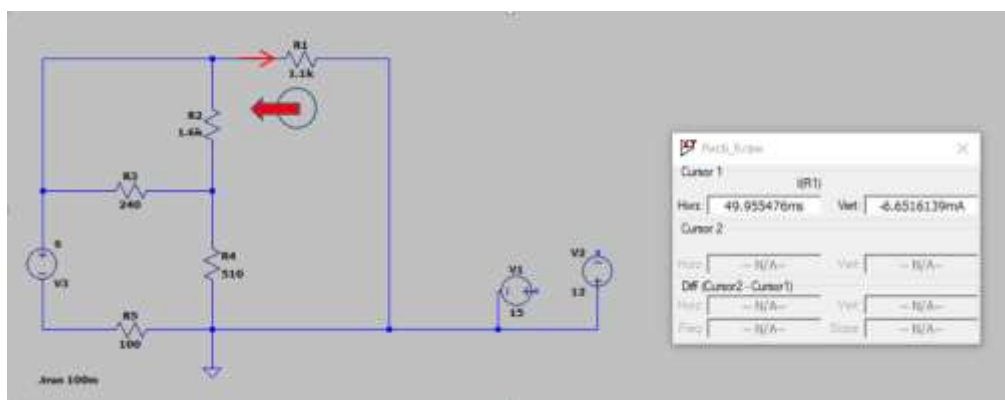 R1
1.1k
R2
1.6k
R3
240
R4
510
6
V3
V1
15
V2
12
R5
100
.tran 100m
Cursor 1
I(R1)
Horz: 49.955476ms Vert: -6.6516139mA
Cursor 2
Horz: -- N/A-- Vert: -- N/A--
Diff (Cursor2 - Cursor1)
Horz: -- N/A-- Vert: -- N/A--
Freq: -- N/A-- Slope: -- N/A--